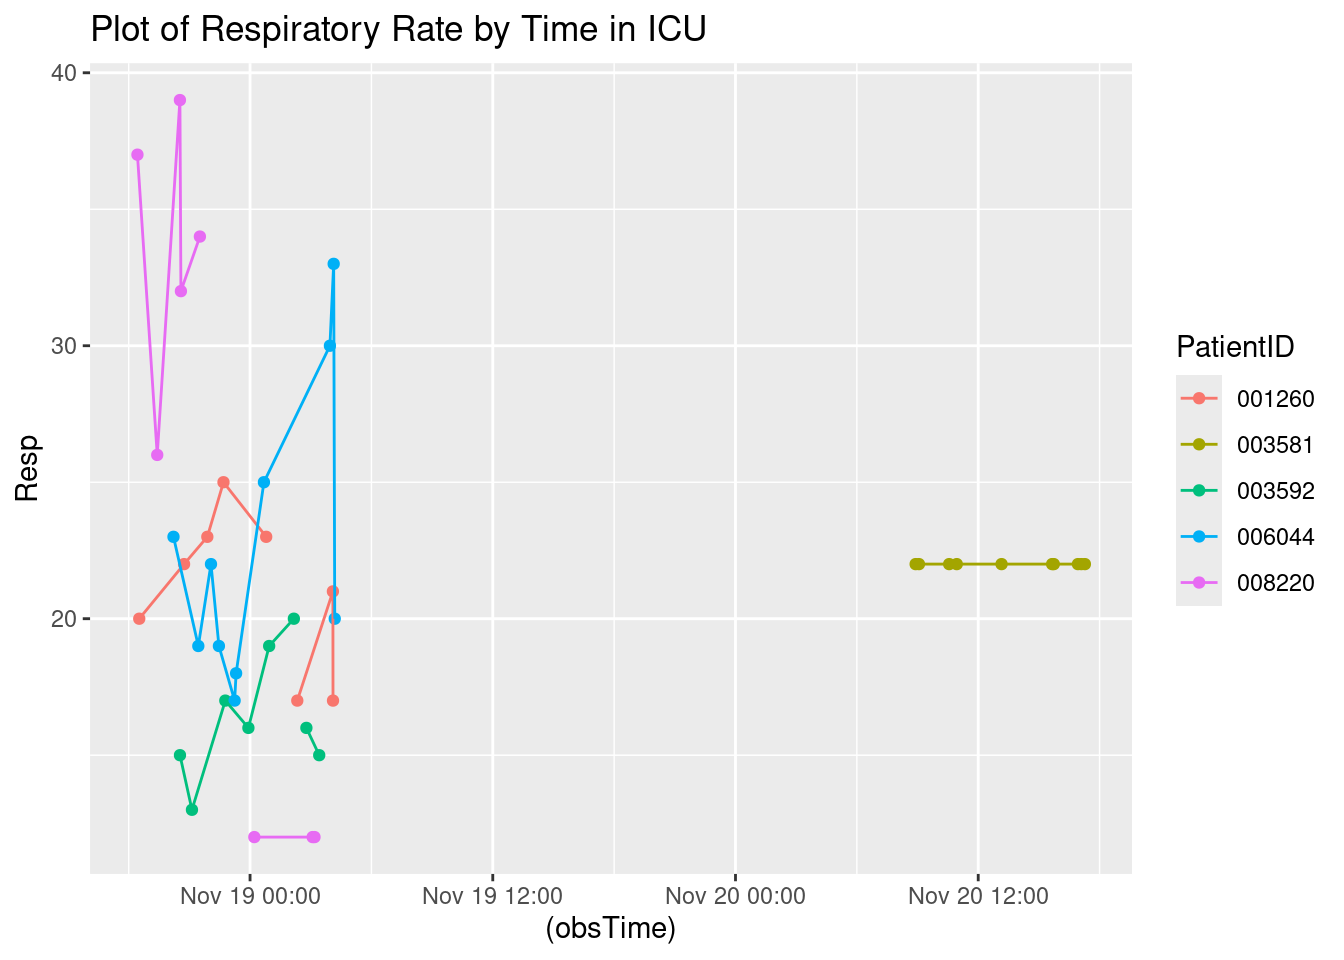 Plot of Respiratory Rate by Time in ICU
40
30
20
Resp
Nov 19 00:00
Nov 19 12:00
Nov 20 00:00
Nov 20 12:00
(obsTime)
PatientID
001260
003581
003592
006044
008220